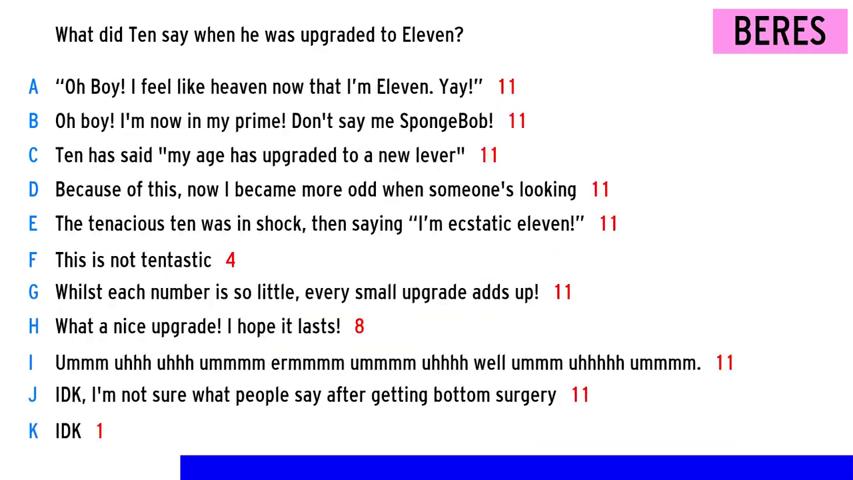 What did Ten say when he was upgraded to Eleven?
BERES
A “Oh Boy! I feel like heaven now that I’m Eleven. Yay!” 11
B Oh boy! I'm now in my prime! Don't say me SpongeBob! 11
C Ten has said "my age has upgraded to a new lever" 11
D Because of this, now I became more odd when someone's looking 11
E The tenacious ten was in shock, then saying “I’m ecstatic eleven!” 11
F This is not tentastic 4
G Whilst each number is so little, every small upgrade adds up! 11
H What a nice upgrade! I hope it lasts! 8
I Ummm uhhh uhhh ummmm ermmmm ummmm uhhhh well ummm uhhhhh ummmm. 11
J IDK, I'm not sure what people say after getting bottom surgery 11
K IDK 1